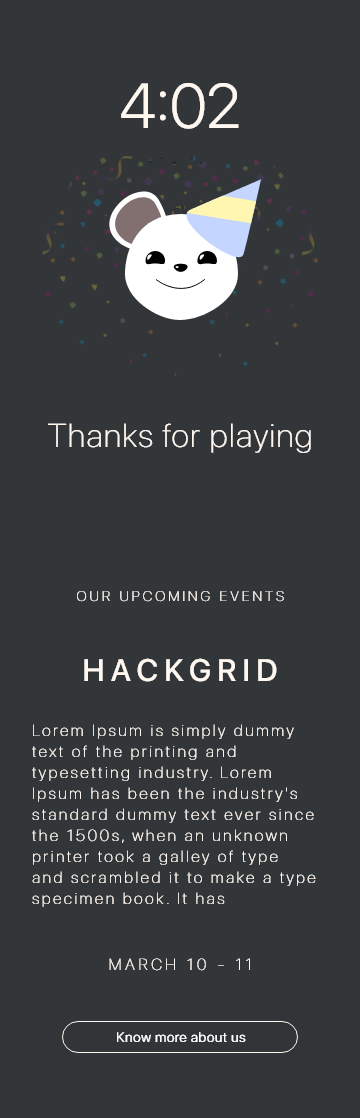 4:02
Thanks for playing
OUR UPCOMING EVENTS
HACKGRID
Lorem Ipsum is simply dummy
text of the printing and
typesetting industry. Lorem
Ipsum has been the industry's
standard dummy text ever since
the 1500s, when an unknown
printer took a galley of type
and scrambled it to make a type
specimen book. It has
MARCH 10 - 11
Know more about us